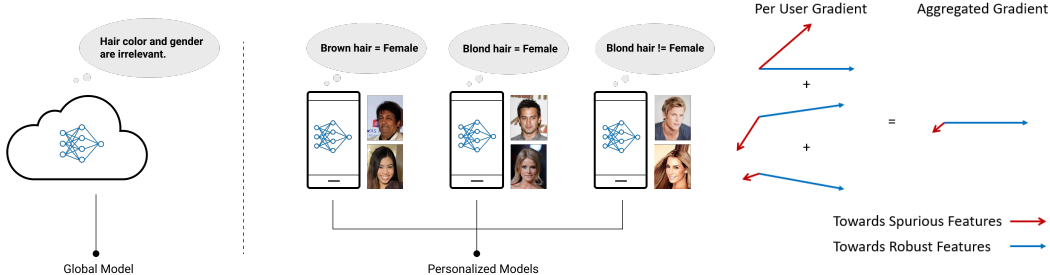 Hair color and gender
are irrelevant.
Global Model
Brown hair = Female
Blond hair = Female
Blond hair != Female
Personalized Models
Per User Gradient
Aggregated Gradient
+
+
=
Towards Spurious Features
Towards Robust Features